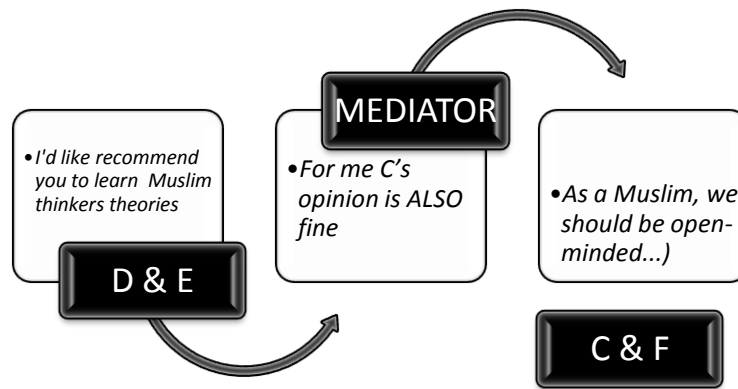 •I'd like recommend
you to learn Muslim
thinkers theories
D & E
MEDIATOR
•For me C’s
opinion is ALSO
fine
•As a Muslim, we
should be open-
minded...)
C & F